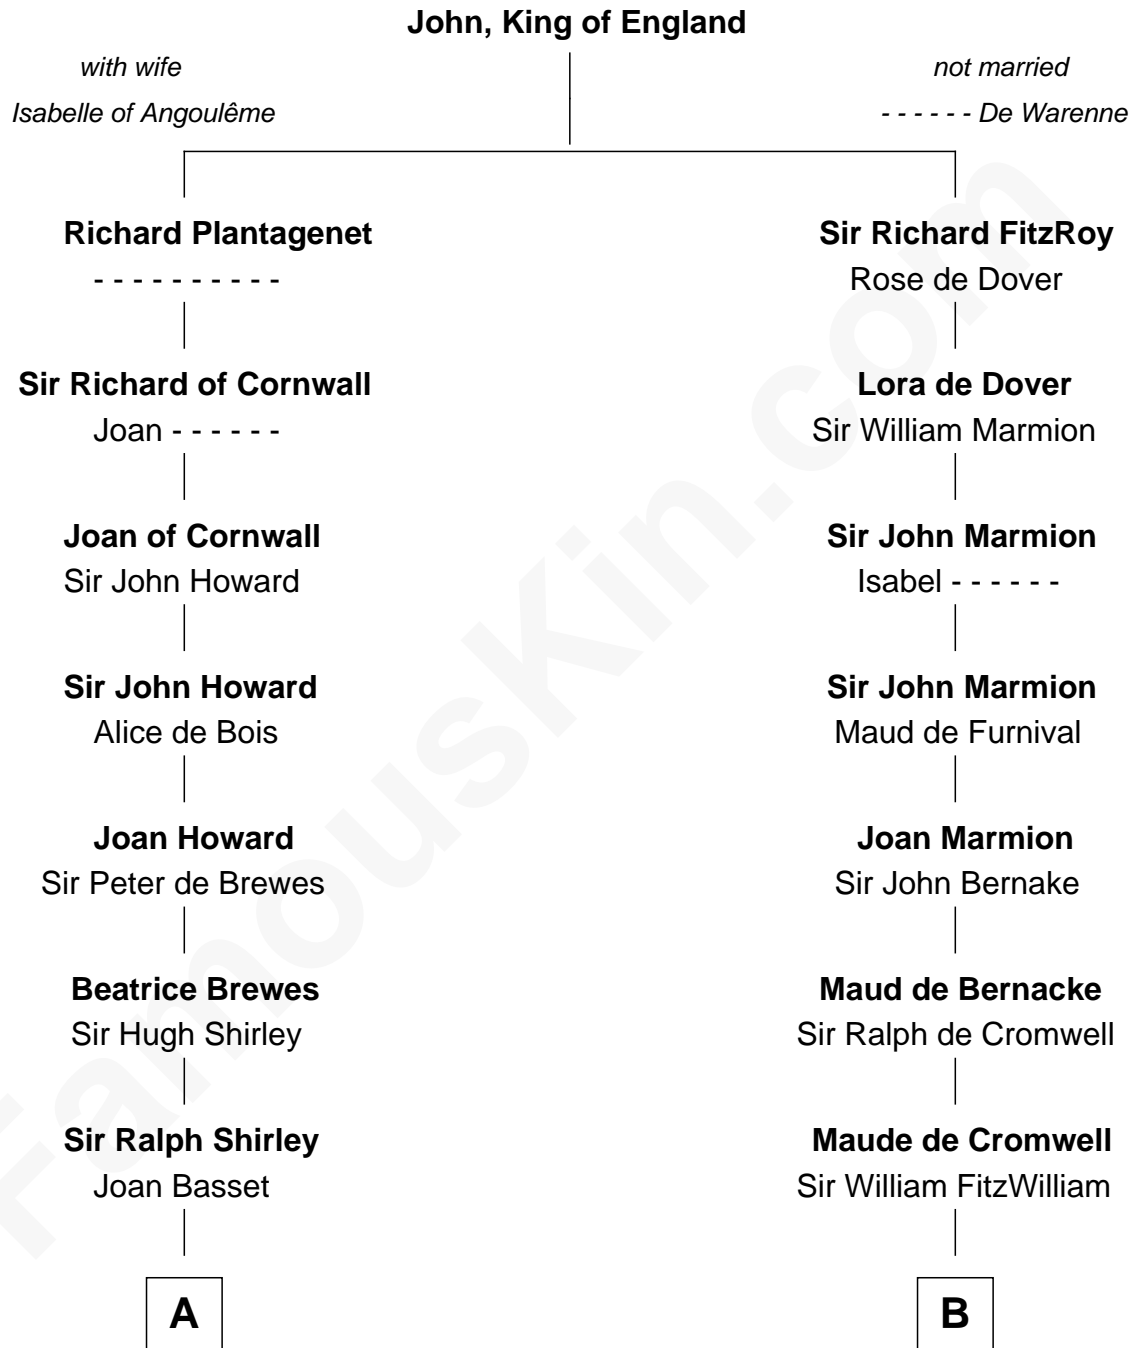 John, King of England
with wife
Isabelle of Angoulême
not married
- - - - - - De Warenne
Richard Plantagenet
- - - - - - - - - -
Sir Richard FitzRoy
Rose de Dover
Sir Richard of Cornwall
Joan - - - - - -
Lora de Dover
Sir William Marmion
Joan of Cornwall
Sir John Howard
Sir John Marmion
Isabel - - - - - -
Sir John Howard
Alice de Bois
Sir John Marmion
Maud de Furnival
Joan Howard
Sir Peter de Brewes
Joan Marmion
Sir John Bernake
Beatrice Brewes
Sir Hugh Shirley
Maud de Bernacke
Sir Ralph de Cromwell
Sir Ralph Shirley
Joan Basset
Maude de Cromwell
Sir William FitzWilliam
A
B
FamousKin.com